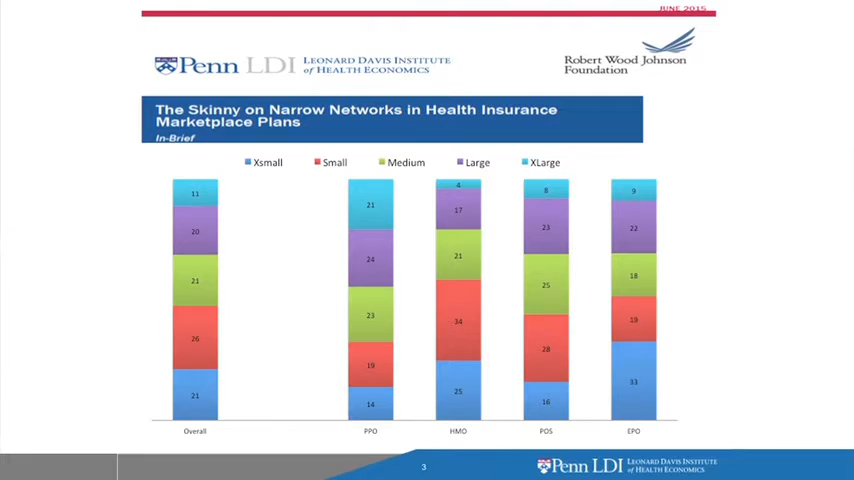 JUNE 2015
Penn LDI LEONARD DAVIS INSTITUTE
of HEALTH ECONOMICS
Robert Wood Johnson
Foundation
The Skinny on Narrow Networks in Health Insurance
Marketplace Plans
In-Brief
Xsmall Small Medium Large XLarge
11 21 4 8 9
20 24 17 23 22
21 23 21 25 18
26 19 34 28 19
21 14 25 16 33
Overall PPO HMO POS EPO
3
Penn LDI LEONARD DAVIS INSTITUTE
of HEALTH ECONOMICS